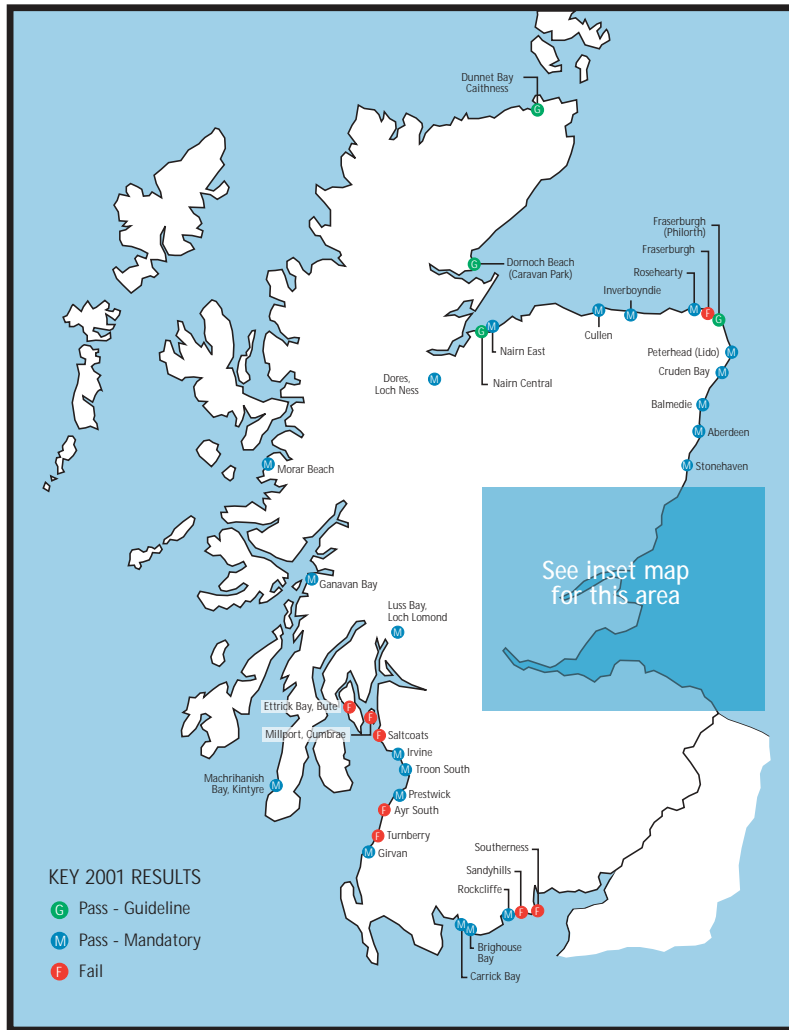 Dunnet Bay
Caithness
G
Fraserburgh
(Philorth)
Fraserburgh
Rosehearty
Inverboyndie
G
Dornoch Beach
(Caravan Park)
M
M
M
F
G
Cullen
G
M
Nairn East
Nairn Central
Peterhead (Lido)
M
Cruden Bay
M
Dores,
Loch Ness
M
Balmedie
M
M
Aberdeen
M
Morar Beach
M
Stonehaven
See inset map
for this area
M
Ganavan Bay
Luss Bay,
Loch Lomond
M
Ettrick Bay, Bute
F
F
Millport, Cumbrae
F
Saltcoats
M
Irvine
M
Troon South
Machrihanish
Bay, Kintyre
M
M
Prestwick
F
Ayr South
F
Turnberry
M
Girvan
Southerness
Sandyhills
Rockcliffe
M
F
F
M
M
Brighouse
Bay
Carrick Bay
KEY 2001 RESULTS
G Pass - Guideline
M Pass - Mandatory
F Fail